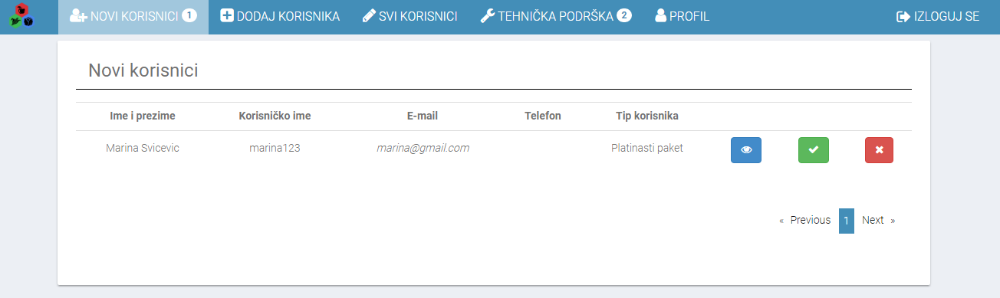 NOVI KORISNICI 1 DODAJ KORISNIKA SVI KORISNICI TEHNIČKA PODRŠKA 2 PROFIL IZLOGUJ SE
Novi korisnici
Ime i prezime Korisničko ime E-mail Telefon Tip korisnika
Marina Svicevic marina123 marina@gmail.com Platinasti paket
« Previous 1 Next »